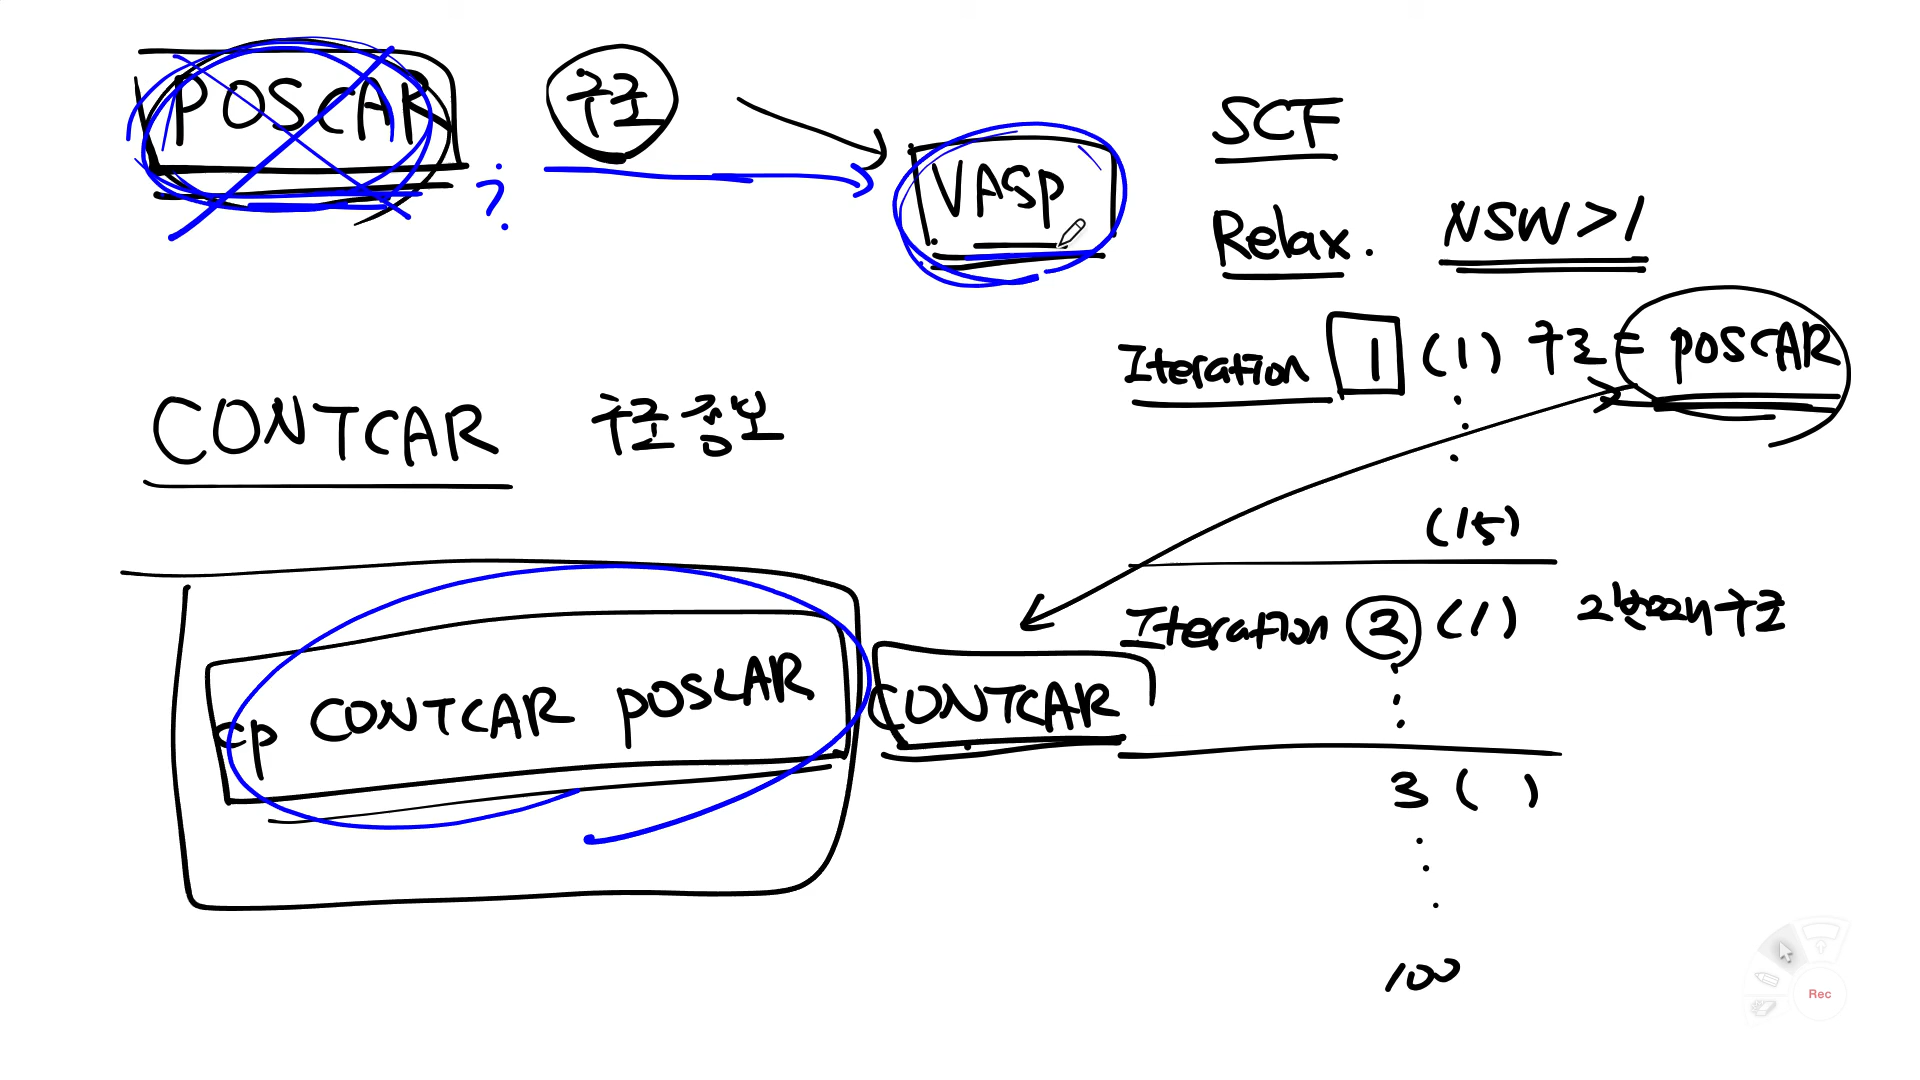 POSCAR
구조
?
VASP
SCF
Relax.
NSW>1
Iteration 1 (1) 구조 = POSCAR
CONTCAR 구조 정보
(15)
Iteration 2 (1) 2번째 구조
cp CONTCAR POSCAR
CONTCAR
3 ( )
100
Rec